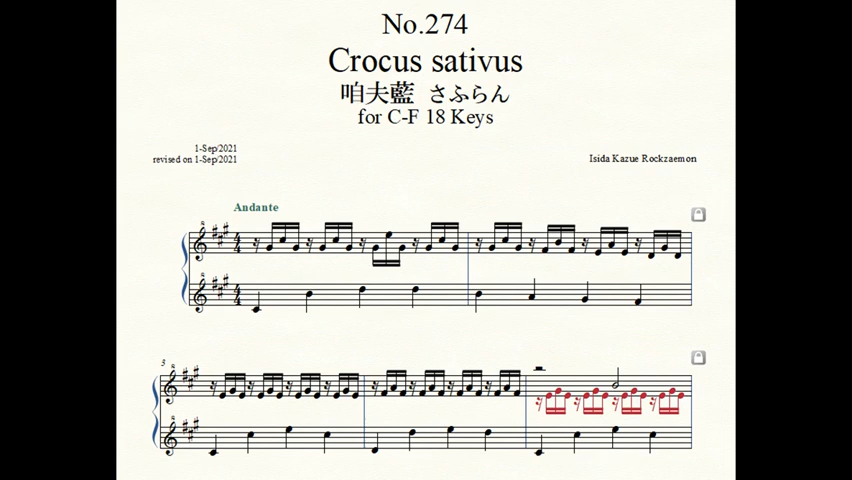 No.274
Crocus sativus
咱夫藍 さふらん
for C-F 18 Keys
1-Sep/2021
revised on 1-Sep/2021
Isida Kazue Rockzaemon
Andante
5